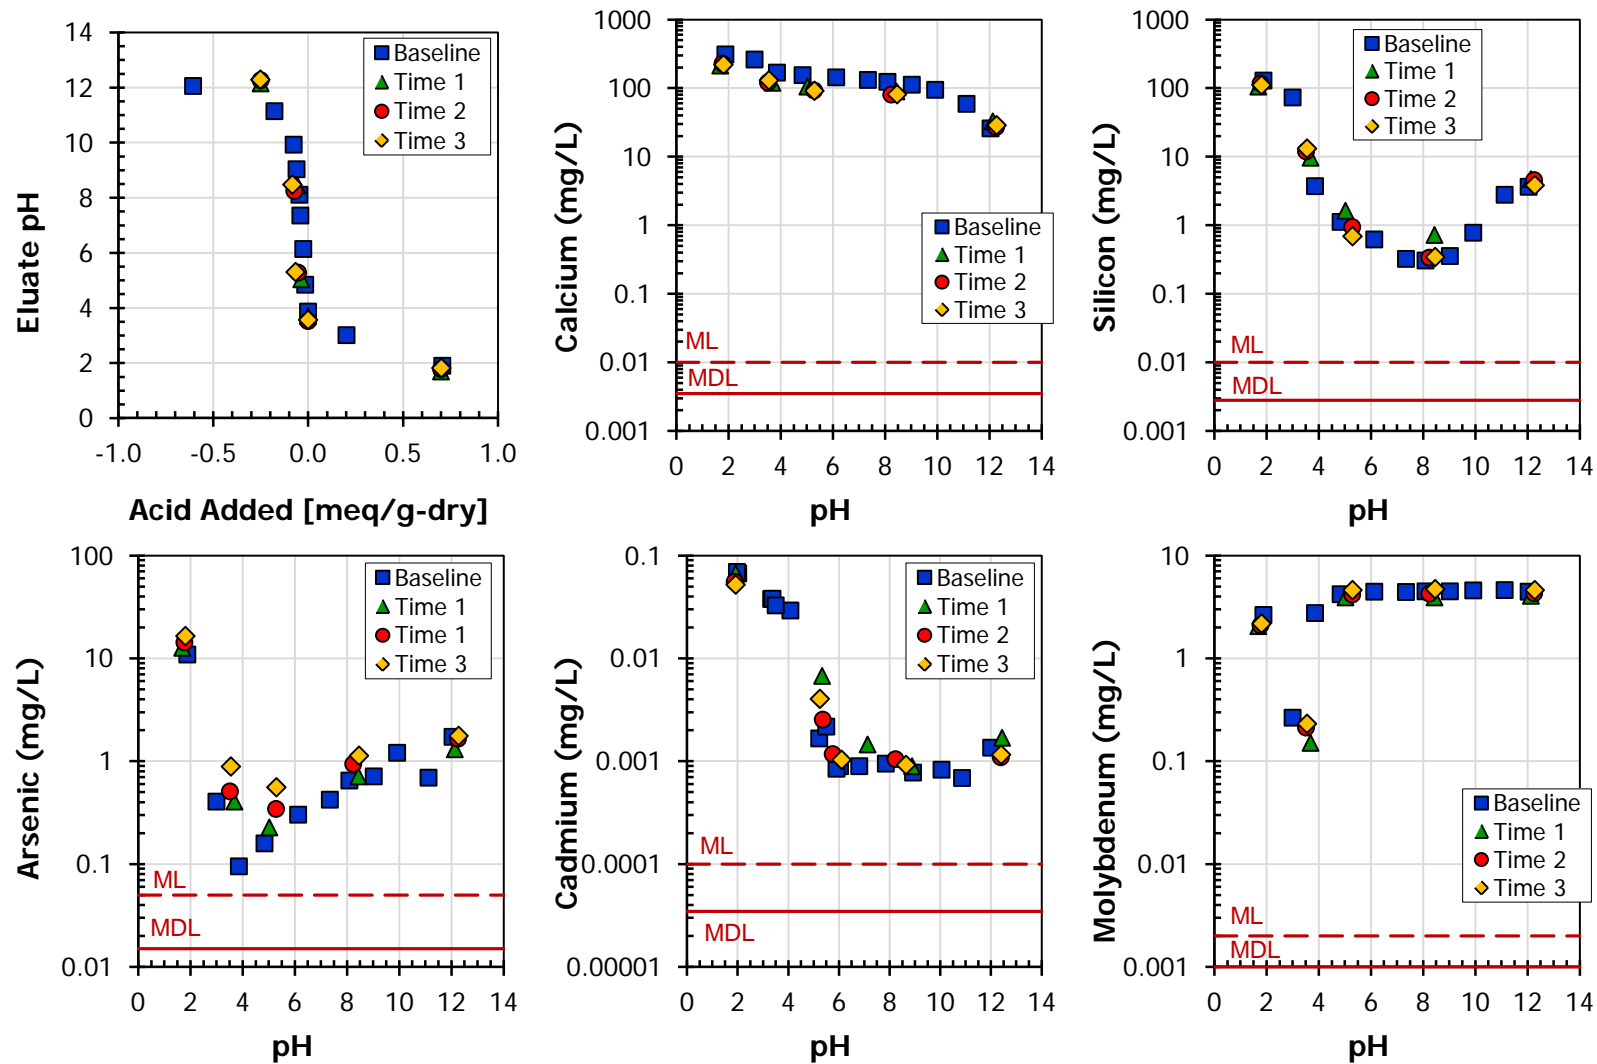 14
12
10
8
6
4
2
0
-1.0
-0.5
0.0
0.5
1.0
Eluate pH
Acid Added [meq/g-dry]
Baseline
Time 1
Time 2
Time 3
1000
100
10
1
0.1
0.01
0.001
0
2
4
6
8
10
12
14
Calcium (mg/L)
pH
Baseline
Time 1
Time 2
Time 3
ML
MDL
1000
100
10
1
0.1
0.01
0.001
0
2
4
6
8
10
12
14
Silicon (mg/L)
pH
Baseline
Time 1
Time 2
Time 3
ML
MDL
100
10
1
0.1
0.01
0
2
4
6
8
10
12
14
Arsenic (mg/L)
pH
Baseline
Time 1
Time 1
Time 3
ML
MDL
0.1
0.01
0.001
0.0001
0.00001
0
2
4
6
8
10
12
14
Cadmium (mg/L)
pH
Baseline
Time 1
Time 2
Time 3
ML
MDL
10
1
0.1
0.01
0.001
0
2
4
6
8
10
12
14
Molybdenum (mg/L)
pH
Baseline
Time 1
Time 2
Time 3
ML
MDL